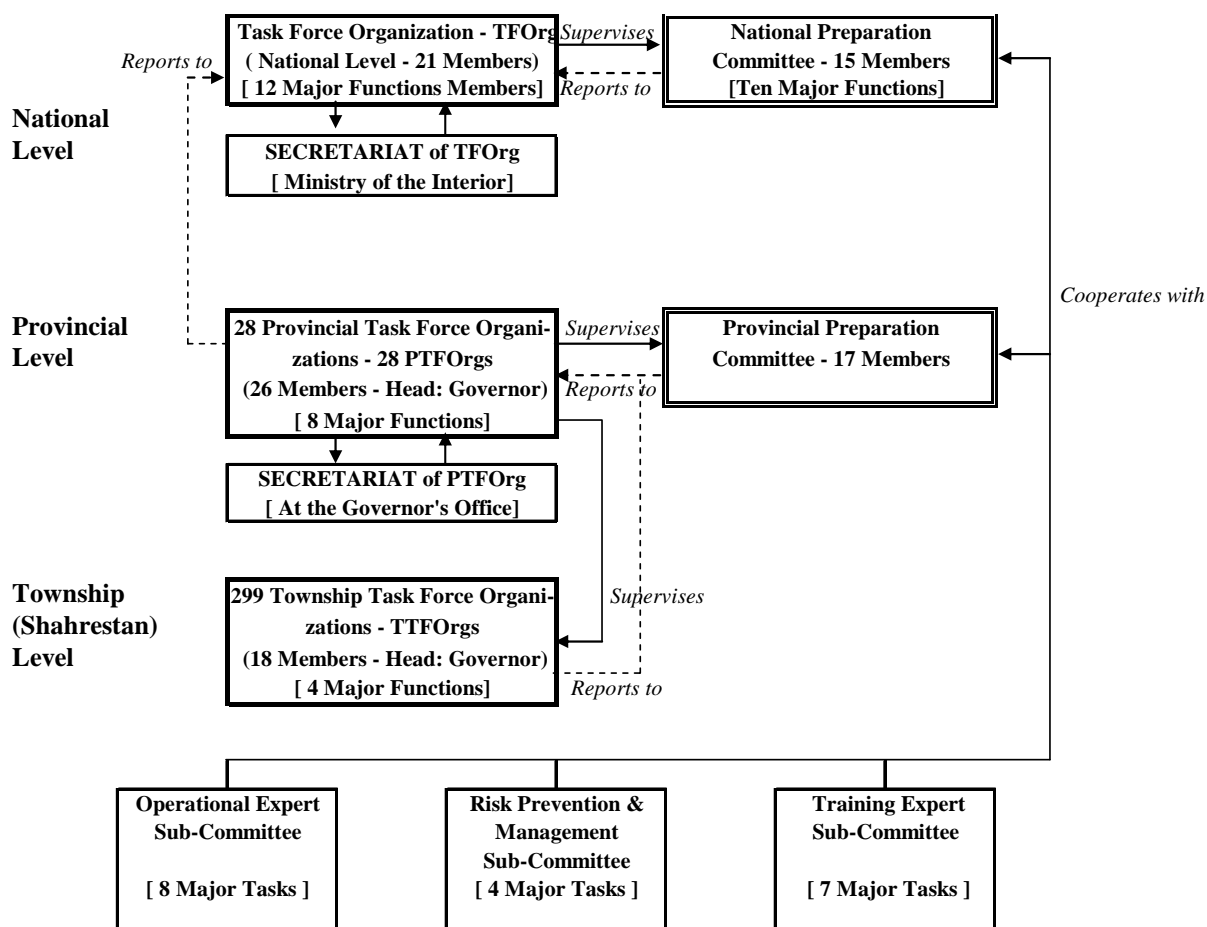 Task Force Organization - TFOrg
( National Level - 21 Members)
[ 12 Major Functions Members]
Supervises
National Preparation
Committee - 15 Members
[Ten Major Functions]
Reports to
Reports to
National
Level
SECRETARIAT of TFOrg
[ Ministry of the Interior]
Cooperates with
Provincial
Level
28 Provincial Task Force Organi-
zations - 28 PTFOrgs
(26 Members - Head: Governor)
[ 8 Major Functions]
Supervises
Provincial Preparation
Committee - 17 Members
Reports to
SECRETARIAT of PTFOrg
[ At the Governor's Office]
Township
(Shahrestan)
Level
299 Township Task Force Organi-
zations - TTFOrgs
(18 Members - Head: Governor)
[ 4 Major Functions]
Supervises
Reports to
Operational Expert
Sub-Committee
[ 8 Major Tasks ]
Risk Prevention &
Management
Sub-Committee
[ 4 Major Tasks ]
Training Expert
Sub-Committee
[ 7 Major Tasks ]